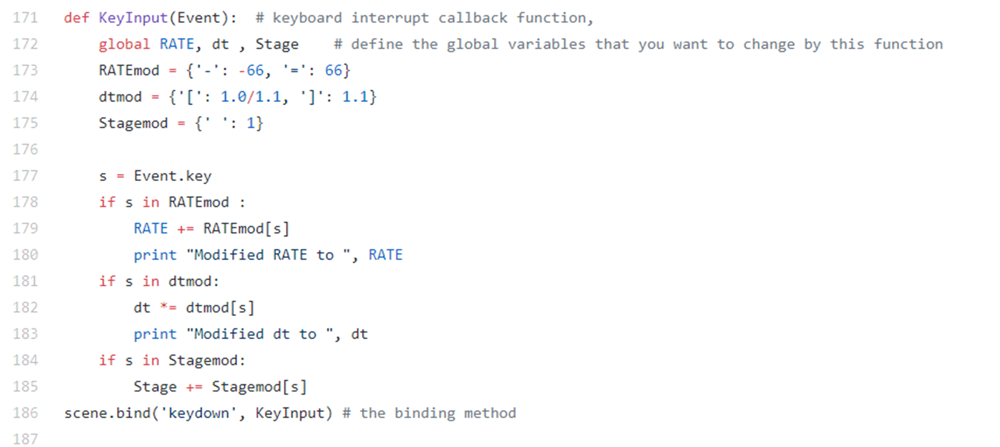 171 def KeyInput(Event):  # keyboard interrupt callback function,
172     global RATE, dt , Stage    # define the global variables that you want to change by this function
173     RATEmod = {'-': -66, '=': 66}
174     dtmod = {'[': 1.0/1.1, ']': 1.1}
175     Stagemod = {' ': 1}
176
177     s = Event.key
178     if s in RATEmod :
179         RATE += RATEmod[s]
180         print "Modified RATE to ", RATE
181     if s in dtmod:
182         dt *= dtmod[s]
183         print "Modified dt to ", dt
184     if s in Stagemod:
185         Stage += Stagemod[s]
186 scene.bind('keydown', KeyInput) # the binding method
187